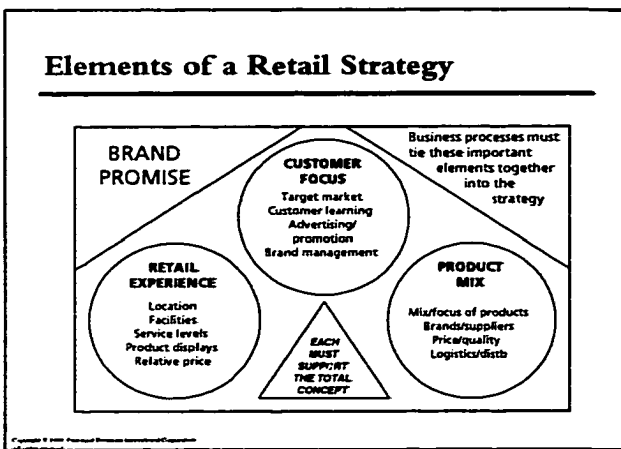 Elements of a Retail Strategy
BRAND
PROMISE
Business processes must
tie these important
elements together
into the
strategy
CUSTOMER
FOCUS
Target market
Customer learning
Advertising/
promotion
Brand management
RETAIL
EXPERIENCE
Location
Facilities
Service levels
Product displays
Relative price
PRODUCT
MIX
Mix/focus of products
Brands/suppliers
Price/quality
Logistics/distb
EACH
MUST
SUPPORT
THE TOTAL
CONCEPT
Copyright ©